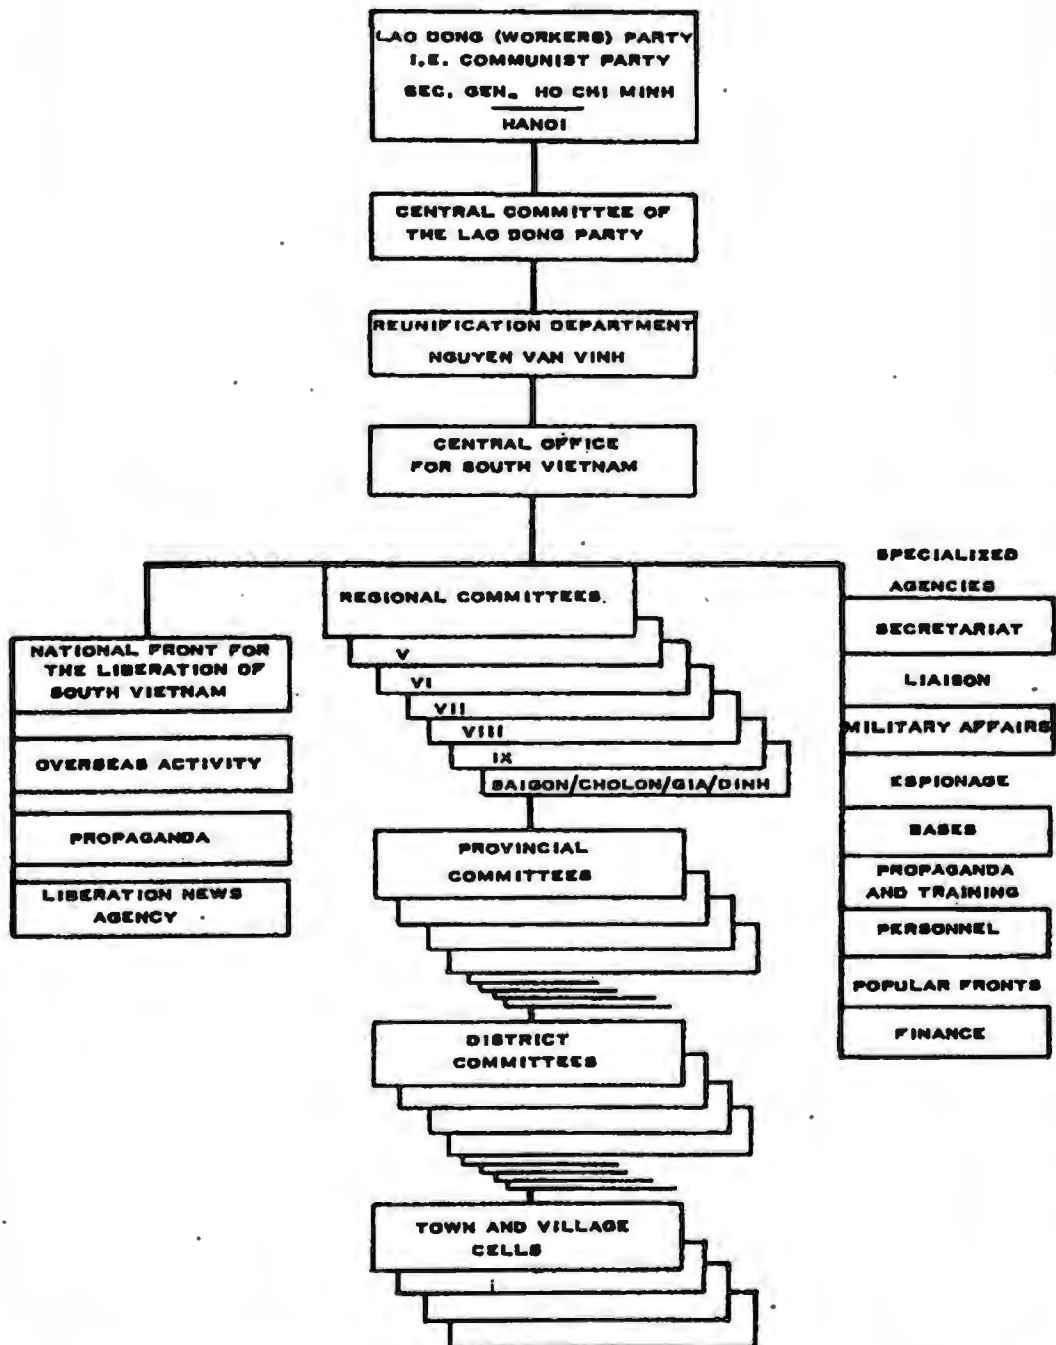 LAO DONG (WORKERS) PARTY
I.E. COMMUNIST PARTY
SEC. GEN. HO CHI MINH
HANOI
CENTRAL COMMITTEE OF
THE LAO DONG PARTY
REUNIFICATION DEPARTMENT
NGUYEN VAN VINH
CENTRAL OFFICE
FOR SOUTH VIETNAM
NATIONAL FRONT FOR
THE LIBERATION OF
SOUTH VIETNAM
OVERSEAS ACTIVITY
PROPAGANDA
LIBERATION NEWS
AGENCY
REGIONAL COMMITTEES
V
VI
VII
VIII
IX
SAIGON/CHOLON/GIA/DINH
PROVINCIAL
COMMITTEES
DISTRICT
COMMITTEES
TOWN AND VILLAGE
CELLS
SPECIALIZED
AGENCIES
SECRETARIAT
LIAISON
MILITARY AFFAIRS
ESPIONAGE
BASES
PROPAGANDA
AND TRAINING
PERSONNEL
POPULAR FRONTS
FINANCE